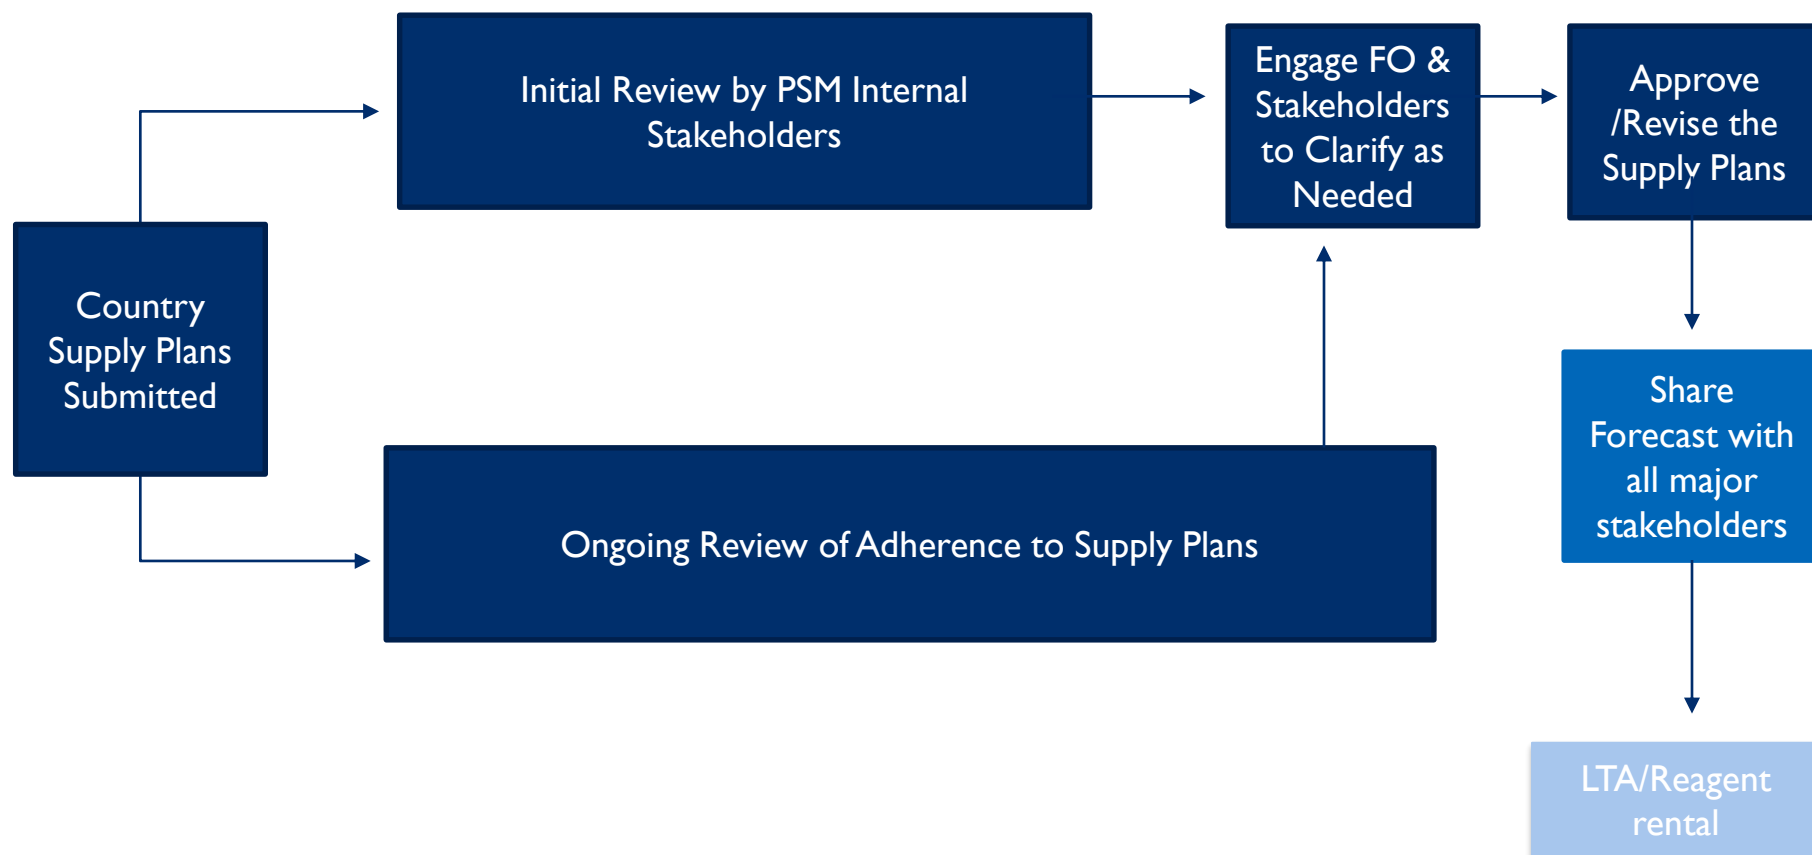 Initial Review by PSM Internal
Stakeholders
Engage FO &
Stakeholders
to Clarify as
Needed
Approve
/Revise the
Supply Plans
Country
Supply Plans
Submitted
Share
Forecast with
all major
stakeholders
Ongoing Review of Adherence to Supply Plans
LTA/Reagent
rental